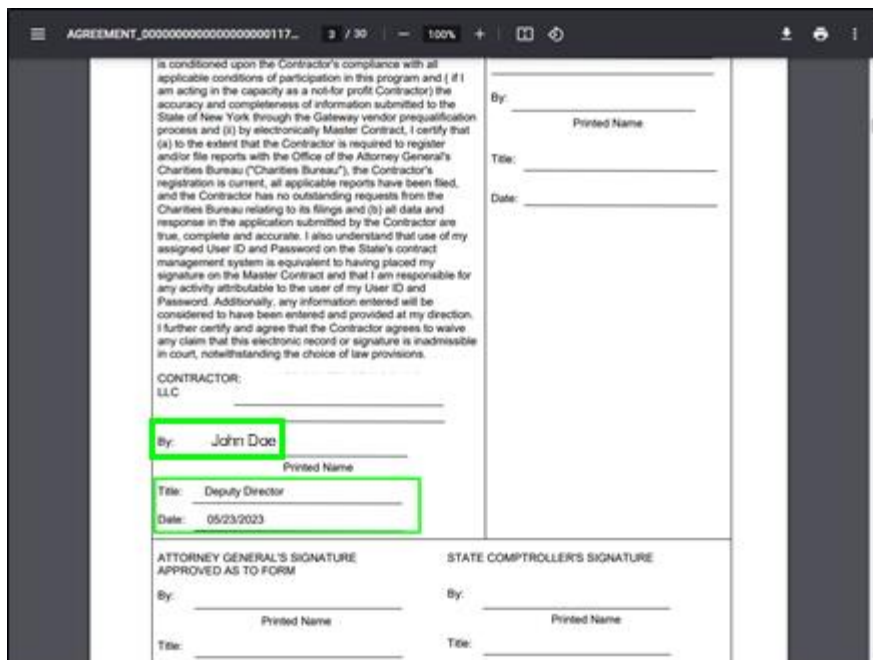 AGREEMENT_00000000000000000000117...
3 / 30
100%
is conditioned upon the Contractor's compliance with all
applicable conditions of participation in this program and ( if I
am acting in the capacity as a not-for profit Contractor) the
accuracy and completeness of information submitted to the
State of New York through the Gateway vendor prequalification
process and (ii) by electronically Master Contract, I certify that
(a) to the extent that the Contractor is required to register
and/or file reports with the Office of the Attorney General's
Charities Bureau ("Charities Bureau"), the Contractor's
registration is current, all applicable reports have been filed,
and the Contractor has no outstanding requests from the
Charities Bureau relating to its filings and (b) all data and
response in the application submitted by the Contractor are
true, complete and accurate. I also understand that use of my
assigned User ID and Password on the State's contract
management system is equivalent to having placed my
signature on the Master Contract and that I am responsible for
any activity attributable to the user of my User ID and
Password. Additionally, any information entered will be
considered to have been entered and provided at my direction.
I further certify and agree that the Contractor agrees to waive
any claim that this electronic record or signature is inadmissible
in court, notwithstanding the choice of law provisions.
CONTRACTOR:
LLC
By: John Doe
Printed Name
Title: Deputy Director
Date: 05/23/2023
By:
Printed Name
Title:
Date:
ATTORNEY GENERAL'S SIGNATURE
APPROVED AS TO FORM
By:
Printed Name
Title:
STATE COMPTROLLER'S SIGNATURE
By:
Printed Name
Title: